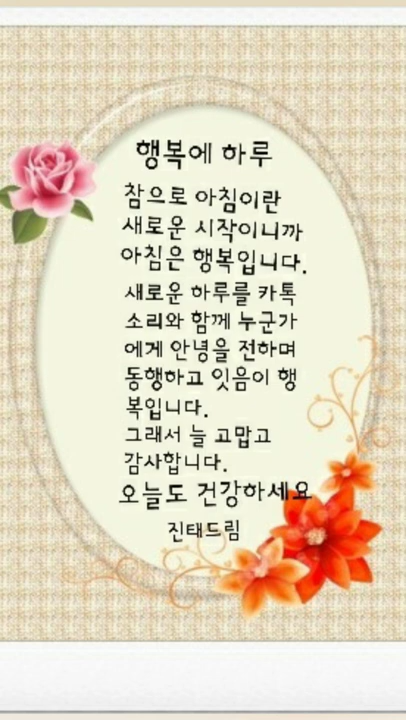 행복에 하루
참으로 아침이란
새로운 시작이니까
아침은 행복입니다.
새로운 하루를 카톡
소리와 함께 누군가
에게 안녕을 전하며
동행하고 잇음이 행
복입니다.
그래서 늘 고맙고
감사합니다.
오늘도 건강하세요
진태드림